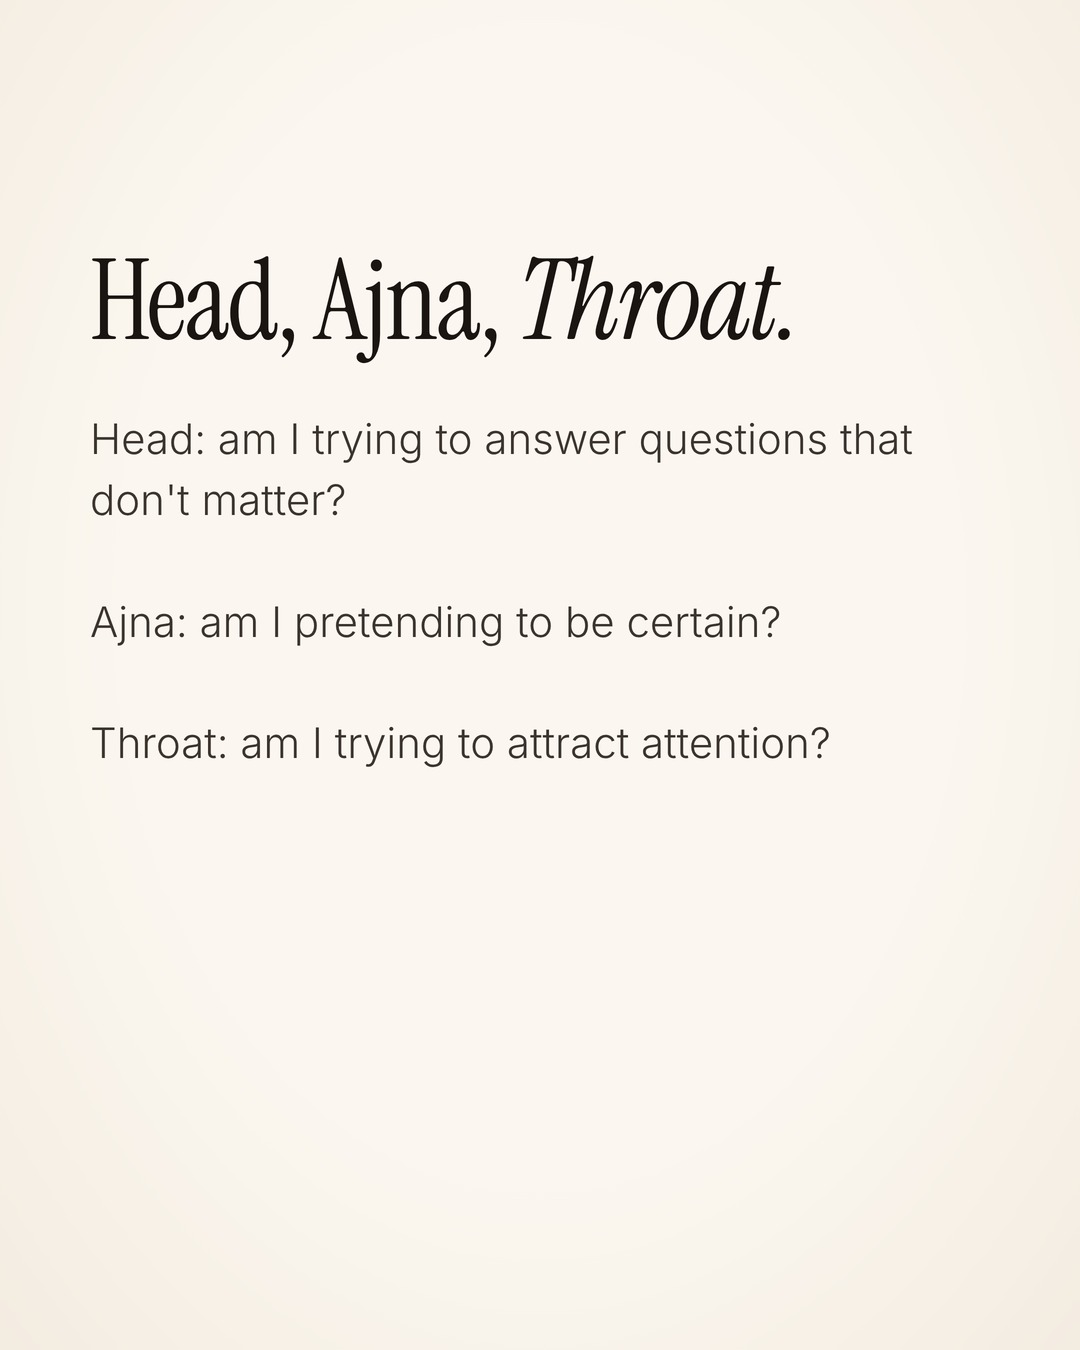 Head, Ajna, Throat.
Head: am I trying to answer questions that
don't matter?
Ajna: am I pretending to be certain?
Throat: am I trying to attract attention?